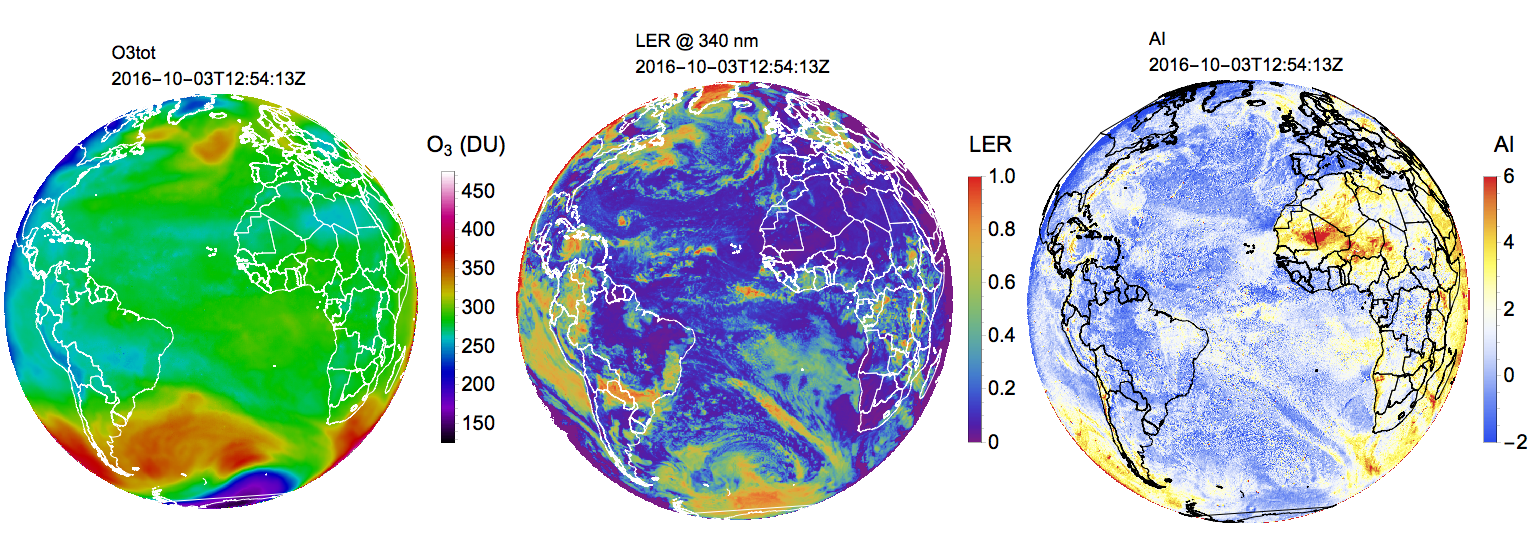 O3tot
2016−10−03T12:54:13Z
O₃ (DU)
450
400
350
300
250
200
150
LER @ 340 nm
2016−10−03T12:54:13Z
LER
1.0
0.8
0.6
0.4
0.2
0
AI
2016−10−03T12:54:13Z
AI
6
4
2
0
−2